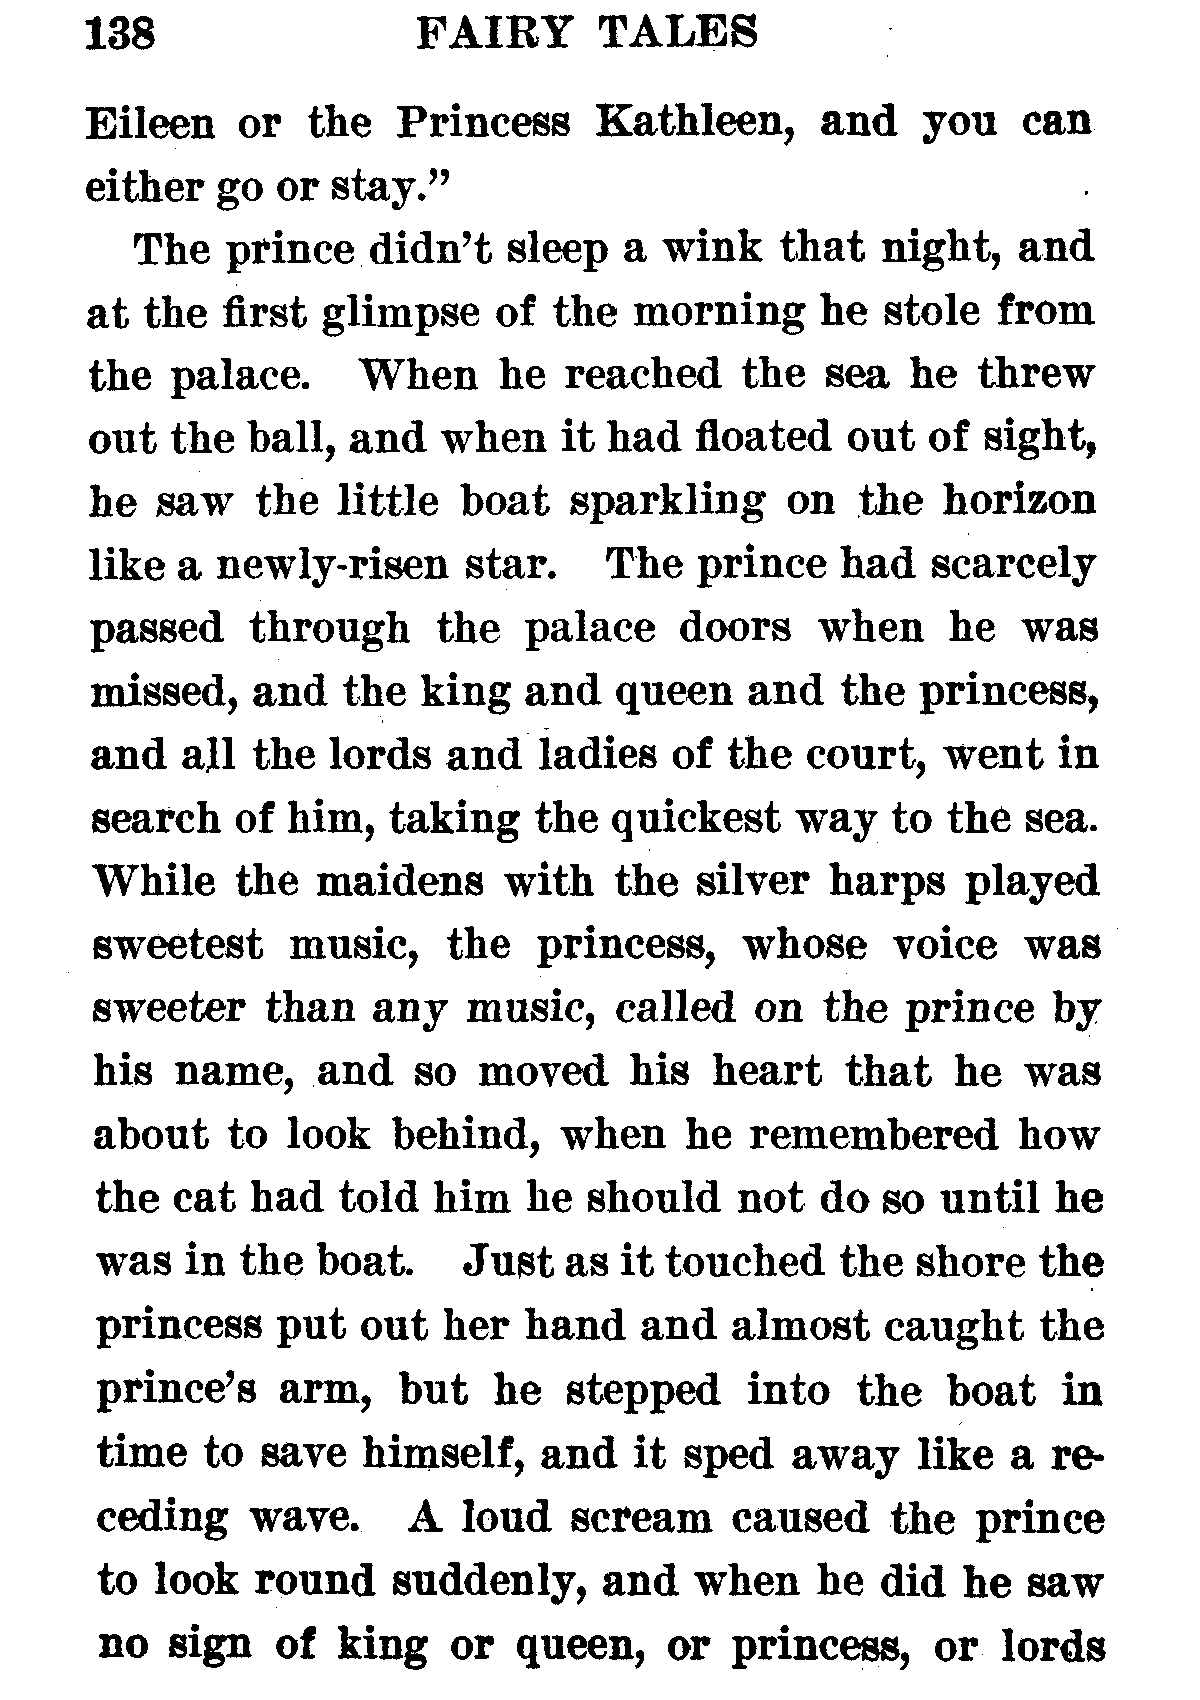 138 FAIRY TALES
Eileen or the Princess Kathleen, and you can
either go or stay.”
The prince didn’t sleep a wink that night, and
at the first glimpse of the morning he stole from
the palace. When he reached the sea he threw
out the ball, and when it had floated out of sight,
he saw the little boat sparkling on the horizon
like a newly-risen star. The prince had scarcely
passed through the palace doors when he was
missed, and the king and queen and the princess,
and all the lords and ladies of the court, went in
search of him, taking the quickest way to the sea.
While the maidens with the silver harps played
sweetest music, the princess, whose voice was
sweeter than any music, called on the prince by
his name, and so moved his heart that he was
about to look behind, when he remembered how
the cat had told him he should not do so until he
was in the boat. Just as it touched the shore the
princess put out her hand and almost caught the
prince’s arm, but he stepped into the boat in
time to save himself, and it sped away like a re-
ceding wave. A loud scream caused the prince
to look round suddenly, and when he did he saw
no sign of king or queen, or princess, or lords